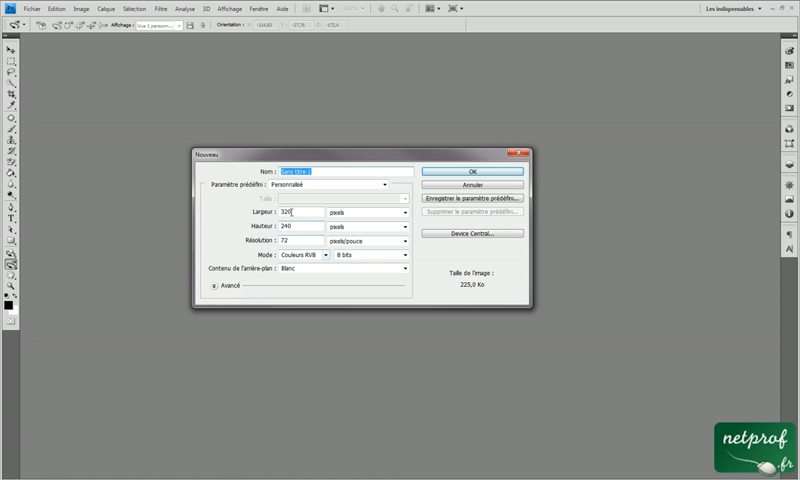 Fichier Edition Image Calque Sélection Filtre Analyse 3D Affichage Fenêtre Aide
Les indispensables
Affichage : Vue 1 personn... Orientation :
Nouveau
Nom : Sans titre-1
OK
Paramètre prédéfini : Personnalisé
Annuler
Taille :
Enregistrer le paramètre prédéfini...
Largeur : 320 pixels
Supprimer le paramètre prédéfini...
Hauteur : 240 pixels
Device Central...
Résolution : 72 pixels/pouce
Mode : Couleurs RVB 8 bits
Contenu de l'arrière-plan : Blanc
Taille de l'image :
225,0 Ko
Avancé
netprof
.fr